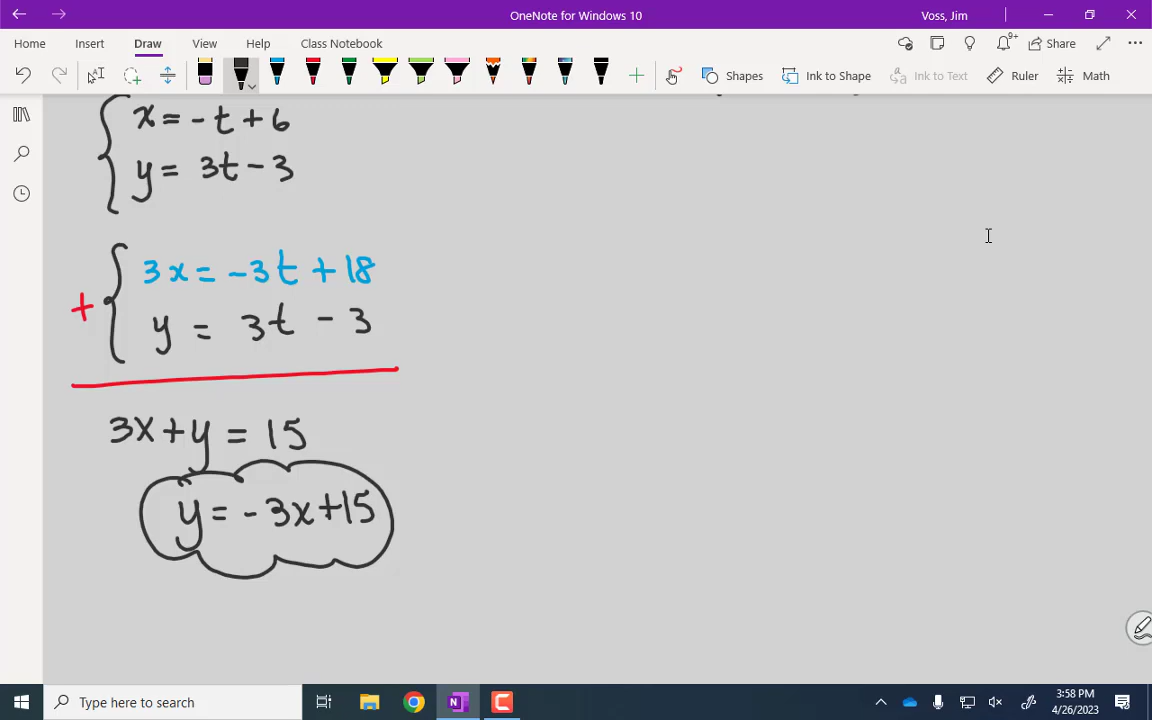 OneNote for Windows 10
Voss, Jim
Home Insert Draw View Help Class Notebook
9+
Share
Shapes
Ink to Shape
Ink to Text
Ruler
Math
x = - t + 6
y = 3t - 3
3x = -3t + 18
+
y = 3t - 3
3x + y = 15
y = - 3x + 15
Type here to search
3:58 PM
4/26/2023